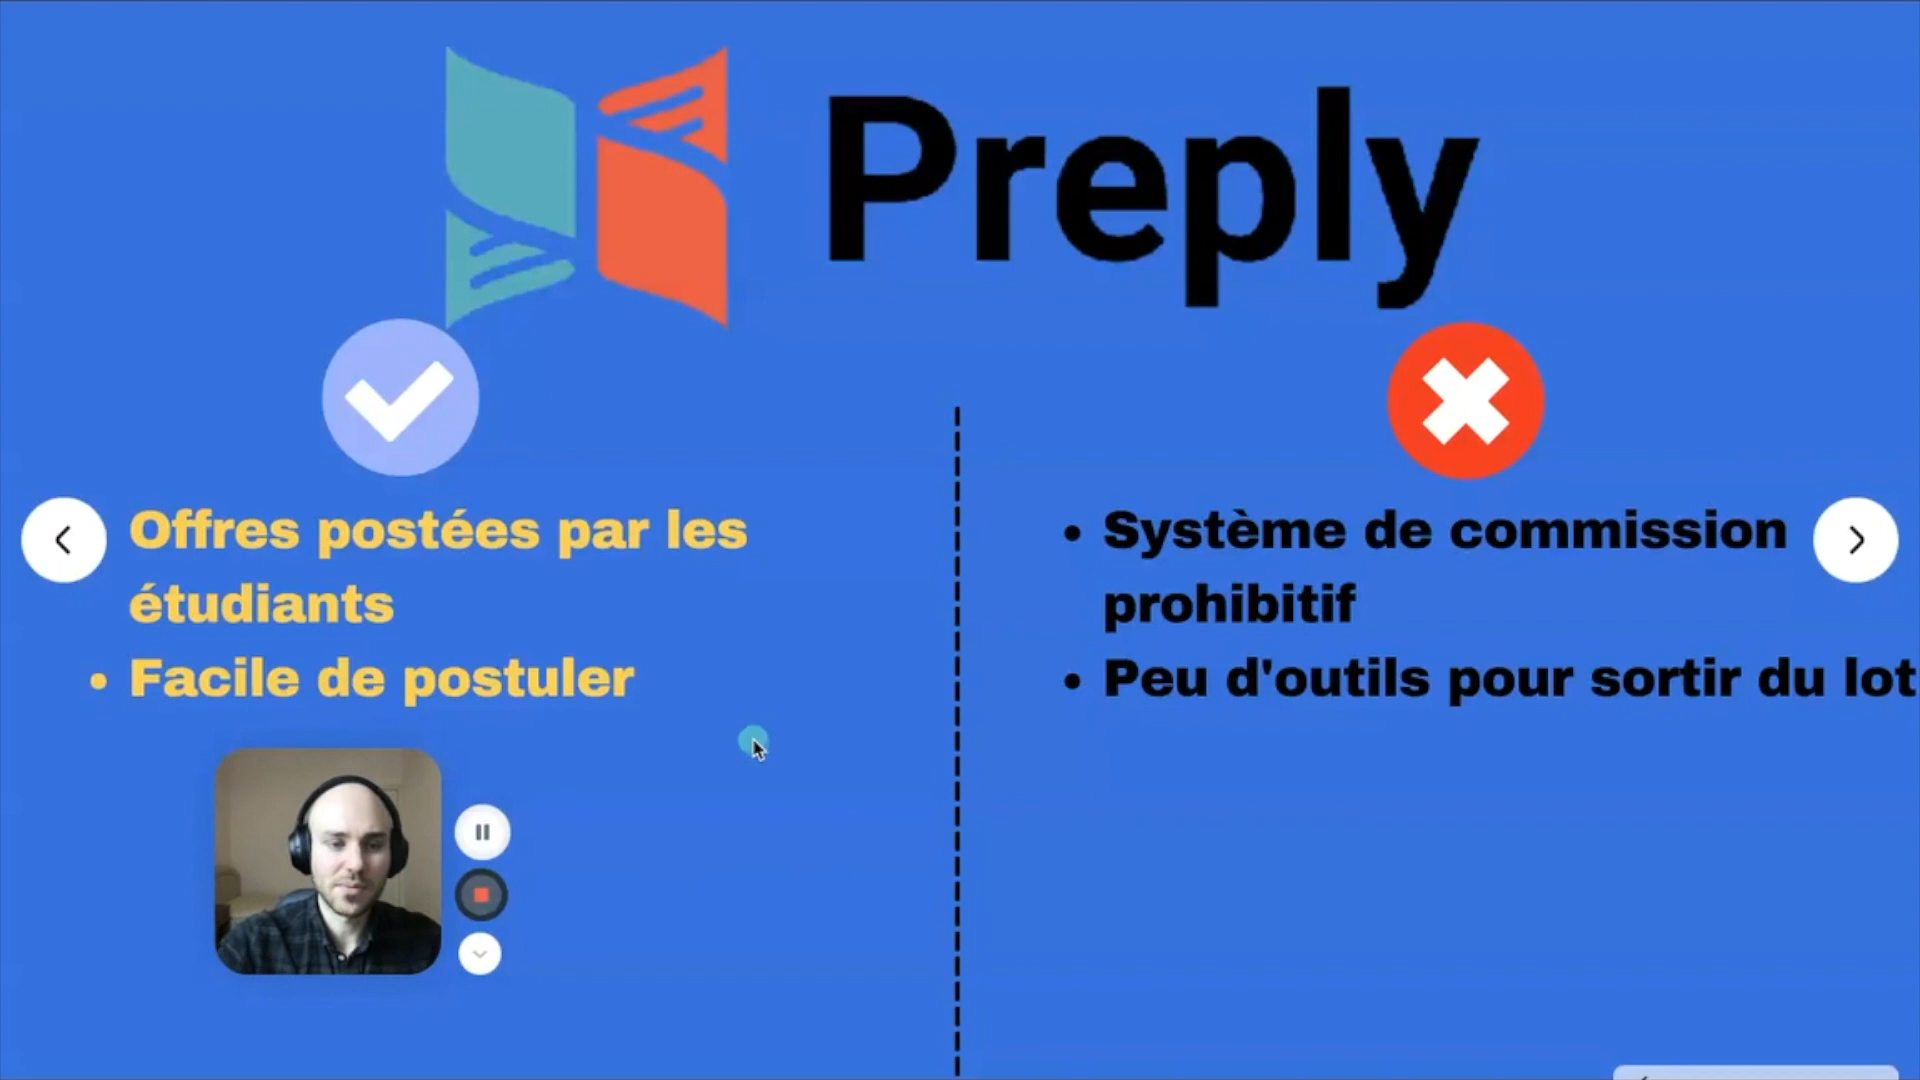 Preply
Offres postées par les
étudiants
• Facile de postuler
• Système de commission
prohibitif
• Peu d'outils pour sortir du lot